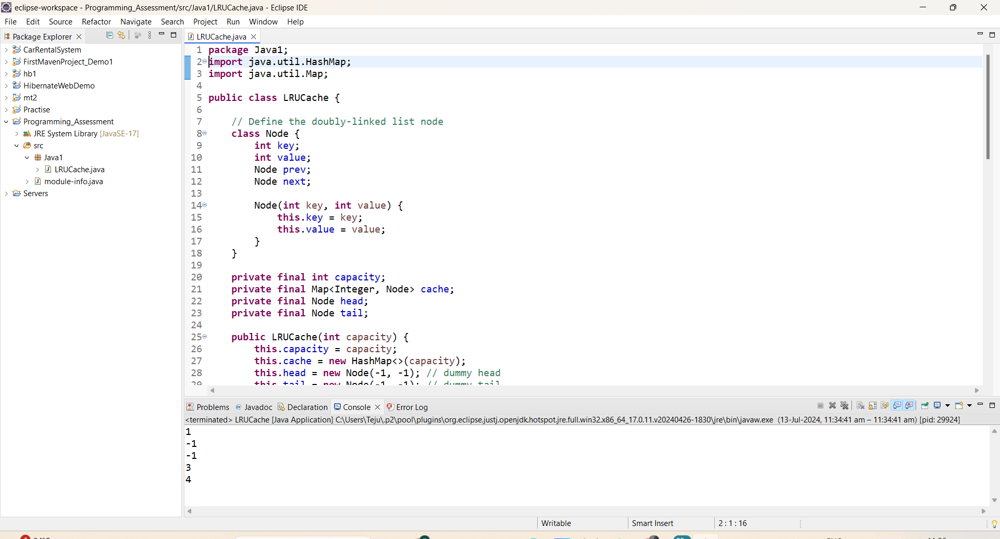 eclipse-workspace - Programming_Assessment/src/Java1/LRUCache.java - Eclipse IDE
File Edit Source Refactor Navigate Search Project Run Window Help
Package Explorer
CarRentalSystem
FirstMavenProject_Demo1
hb1
HibernateWebDemo
mt2
Practise
Programming_Assessment
JRE System Library [JavaSE-17]
src
Java1
LRUCache.java
module-info.java
Servers
LRUCache.java
1 package Java1;
2 import java.util.HashMap;
3 import java.util.Map;
4
5 public class LRUCache {
6
7 // Define the doubly-linked list node
8 class Node {
9 int key;
10 int value;
11 Node prev;
12 Node next;
13
14 Node(int key, int value) {
15 this.key = key;
16 this.value = value;
17 }
18 }
19
20 private final int capacity;
21 private final Map<Integer, Node> cache;
22 private final Node head;
23 private final Node tail;
24
25 public LRUCache(int capacity) {
26 this.capacity = capacity;
27 this.cache = new HashMap<>(capacity);
28 this.head = new Node(-1, -1); // dummy head
29 this.tail = new Node(-1, -1); // dummy tail
Problems @ Javadoc Declaration Console Error Log
<terminated> LRUCache [Java Application] C:\Users\Teju\.p2\pool\plugins\org.eclipse.justj.openjdk.hotspot.jre.full.win32.x86_64_17.0.11.v20240426-1830\jre\bin\javaw.exe (13-Jul-2024, 11:34:41 am – 11:34:41 am) [pid: 29924]
1
-1
-1
3
4
Writable Smart Insert 2 : 1 : 16